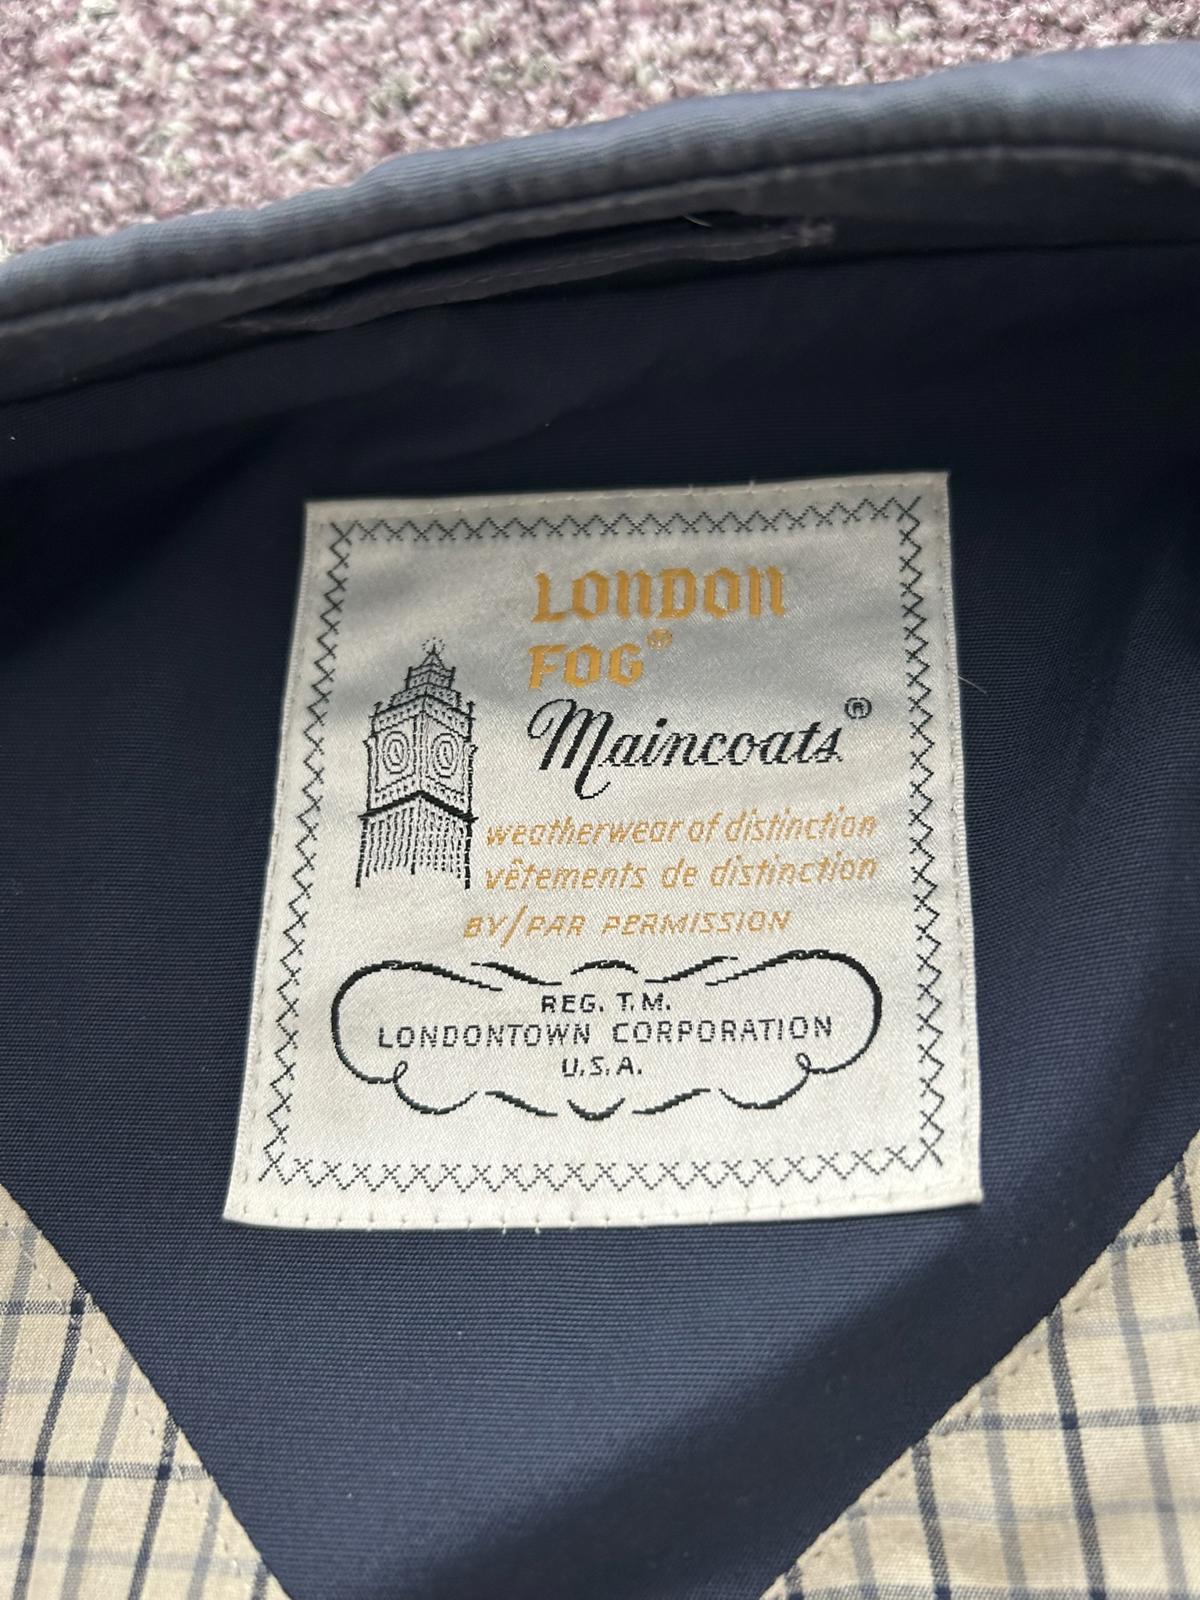 LONDON
FOG®
Maincoats®
weatherwear of distinction
vêtements de distinction
BY/PAR PERMISSION
REG. T.M.
LONDONTOWN CORPORATION
U.S.A.